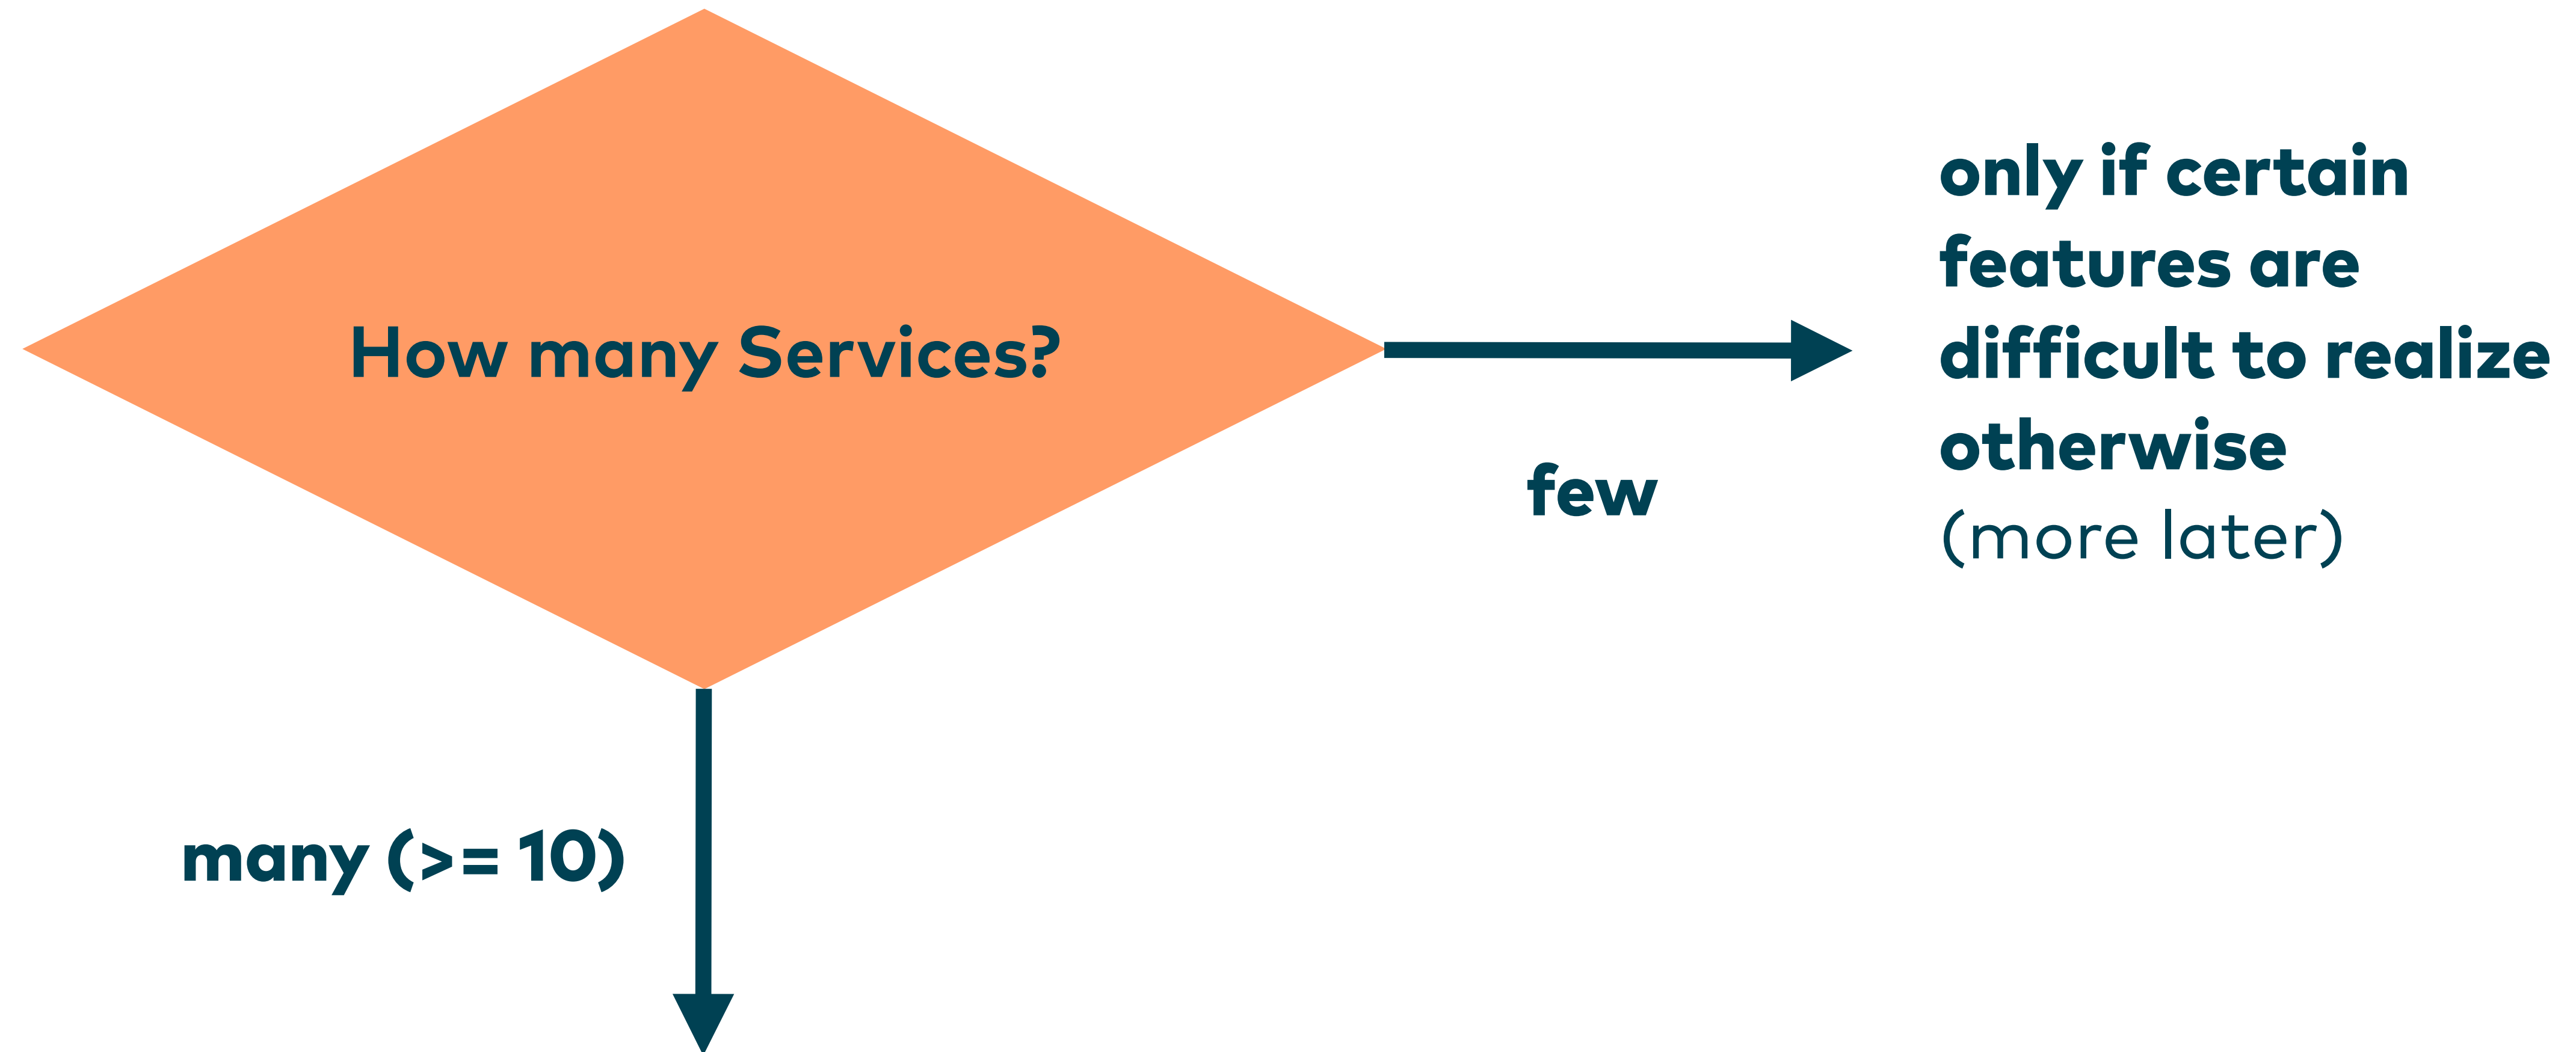 How many Services?
few
only if certain
features are
difficult to realize
otherwise
(more later)
many (>= 10)